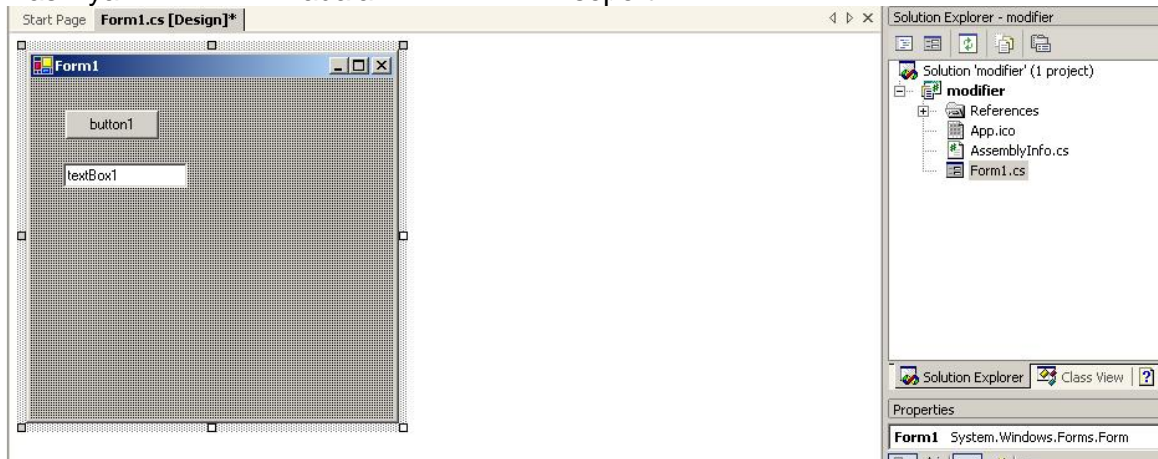 Start Page Form1.cs [Design]*
Form1
button1
textBox1
Solution Explorer - modifier
Solution 'modifier' (1 project)
modifier
References
App.ico
AssemblyInfo.cs
Form1.cs
Solution Explorer Class View
Properties
Form1 System.Windows.Forms.Form